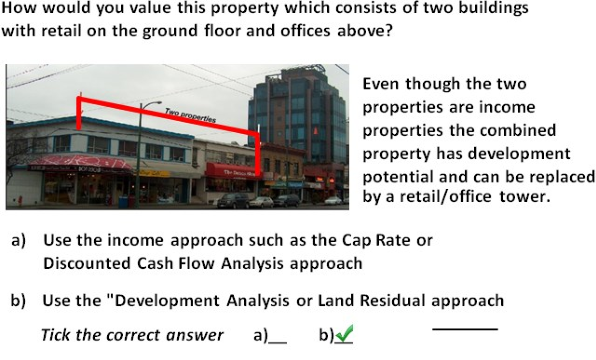 How would you value this property which consists of two buildings
with retail on the ground floor and offices above?
Two properties
Even though the two
properties are income
properties the combined
property has development
potential and can be replaced
by a retail/office tower.
a) Use the income approach such as the Cap Rate or
Discounted Cash Flow Analysis approach
b) Use the "Development Analysis or Land Residual approach
Tick the correct answer a)__ b)✓